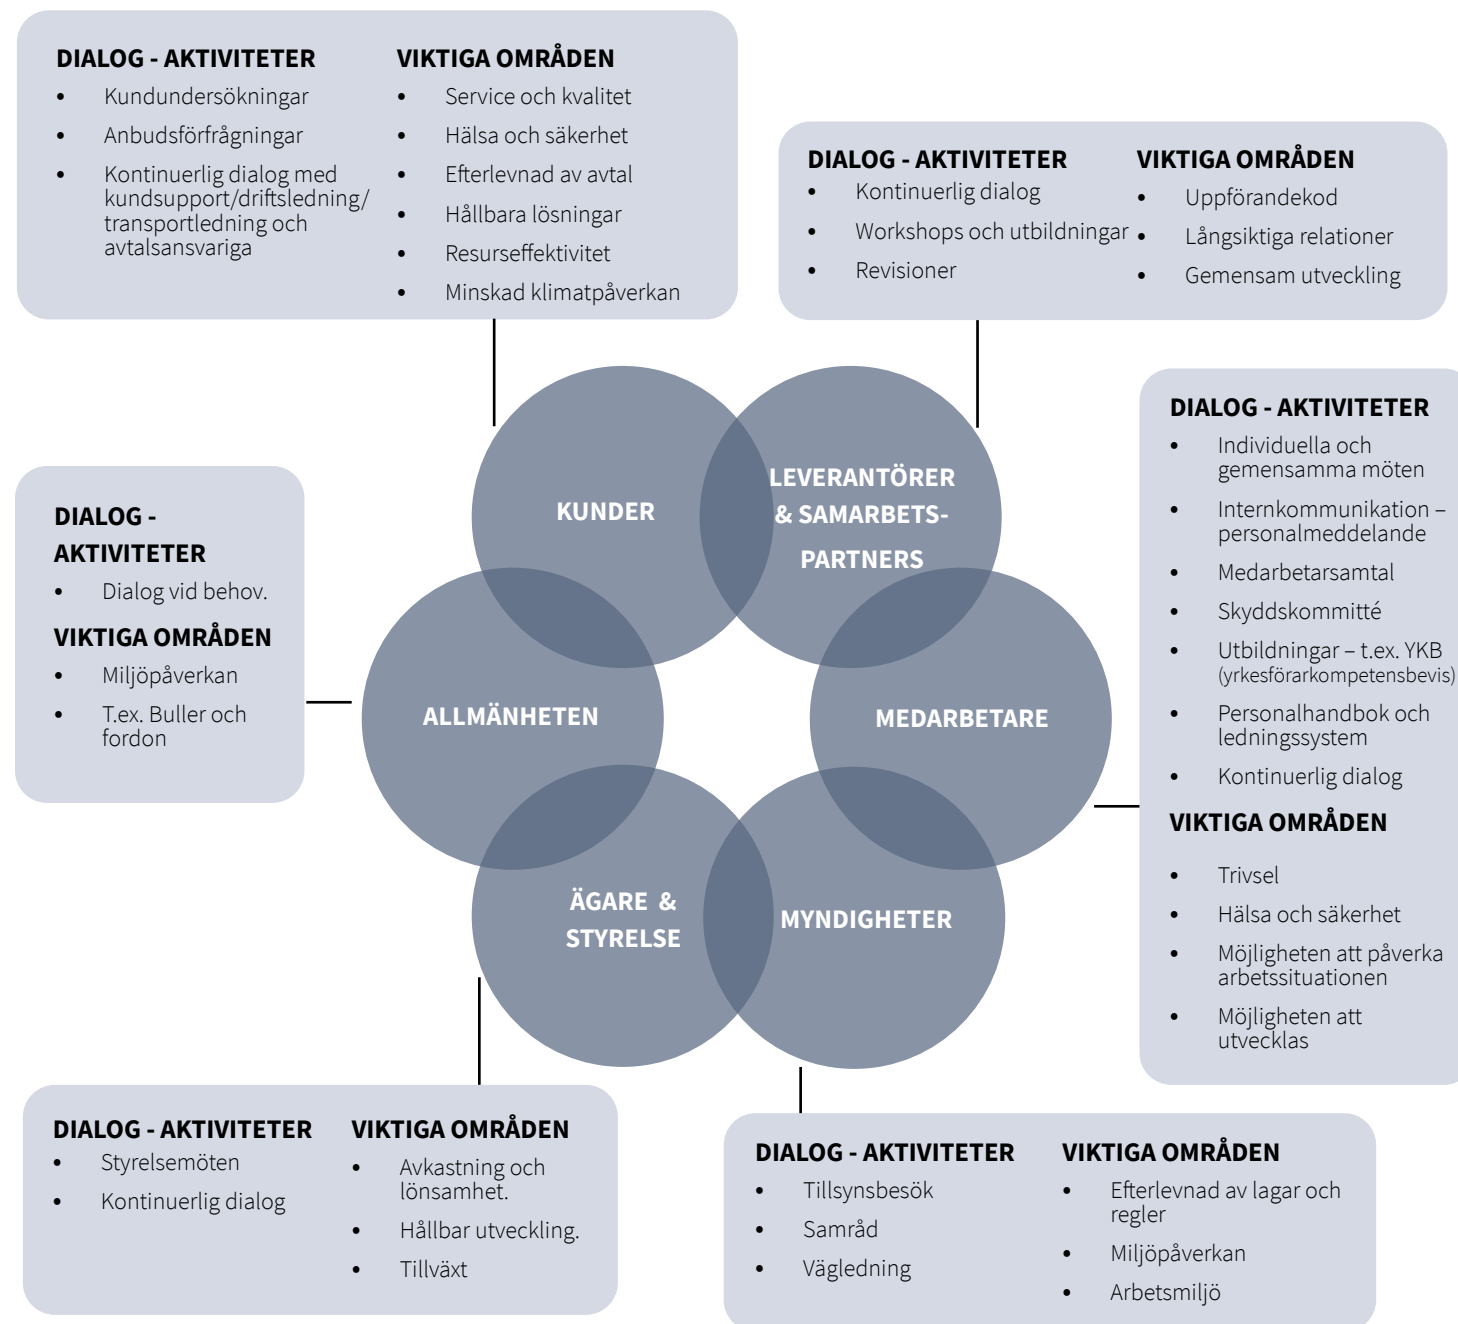 DIALOG - AKTIVITETER
• Kundundersökningar
• Anbudsförfrågningar
• Kontinuerlig dialog med
kundsupport/driftsledning/
transportledning och
avtalsansvariga
VIKTIGA OMRÅDEN
• Service och kvalitet
• Hälsa och säkerhet
• Efterlevnad av avtal
• Hållbara lösningar
• Resurseffektivitet
• Minskad klimatpåverkan
DIALOG - AKTIVITETER
• Kontinuerlig dialog
• Workshops och utbildningar
• Revisioner
VIKTIGA OMRÅDEN
• Uppförandekod
• Långsiktiga relationer
• Gemensam utveckling
KUNDER
LEVERANTÖRER
& SAMARBETS-
PARTNERS
DIALOG - AKTIVITETER
• Individuella och
gemensamma möten
• Internkommunikation –
personalmeddelande
• Medarbetarsamtal
• Skyddskommitté
• Utbildningar – t.ex. YKB
(yrkesförarkompetensbevis)
• Personalhandbok och
ledningssystem
• Kontinuerlig dialog
VIKTIGA OMRÅDEN
• Trivsel
• Hälsa och säkerhet
• Möjligheten att påverka
arbetssituationen
• Möjligheten att
utvecklas
DIALOG -
AKTIVITETER
• Dialog vid behov.
VIKTIGA OMRÅDEN
• Miljöpåverkan
• T.ex. Buller och
fordon
ALLMÄNHETEN
MEDARBETARE
ÄGARE &
STYRELSE
MYNDIGHETER
DIALOG - AKTIVITETER
• Styrelsemöten
• Kontinuerlig dialog
VIKTIGA OMRÅDEN
• Avkastning och
lönsamhet.
• Hållbar utveckling.
• Tillväxt
DIALOG - AKTIVITETER
• Tillsynsbesök
• Samråd
• Vägledning
VIKTIGA OMRÅDEN
• Efterlevnad av lagar och
regler
• Miljöpåverkan
• Arbetsmiljö